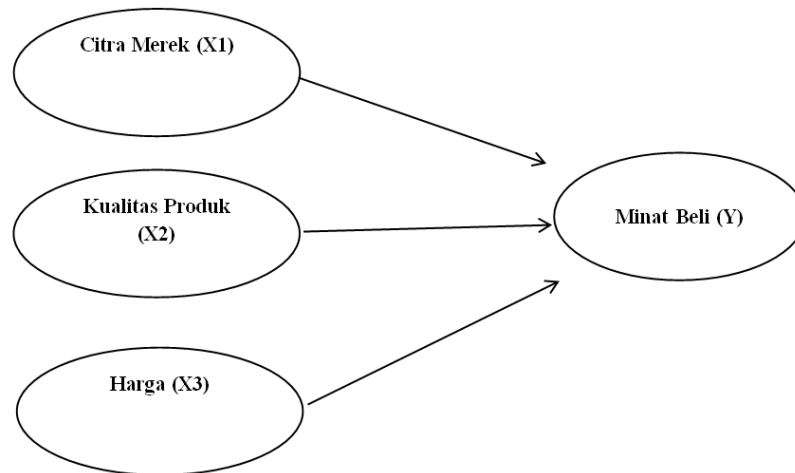 Citra Merek (X1)
Kualitas Produk
(X2)
Minat Beli (Y)
Harga (X3)